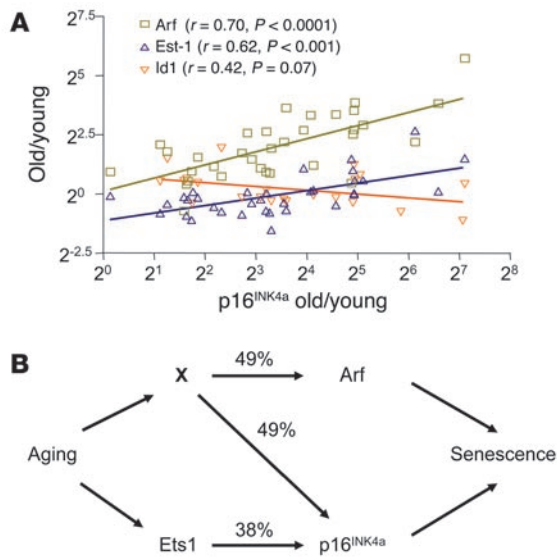 A
Arf (r = 0.70, P < 0.0001)
Est-1 (r = 0.62, P < 0.001)
Id1 (r = 0.42, P = 0.07)
Old/young
2^7.5
2^5
2^2.5
2^0
2^-2.5
2^0 2^1 2^2 2^3 2^4 2^5 2^6 2^7 2^8
p16^INK4a old/young
B
X 49% Arf
49%
Aging Senescence
Ets1 38% p16^INK4a